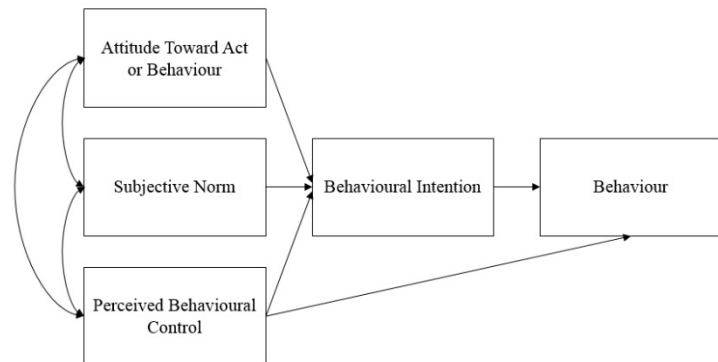 Attitude Toward Act
or Behaviour
Subjective Norm
Behavioural Intention
Behaviour
Perceived Behavioural
Control